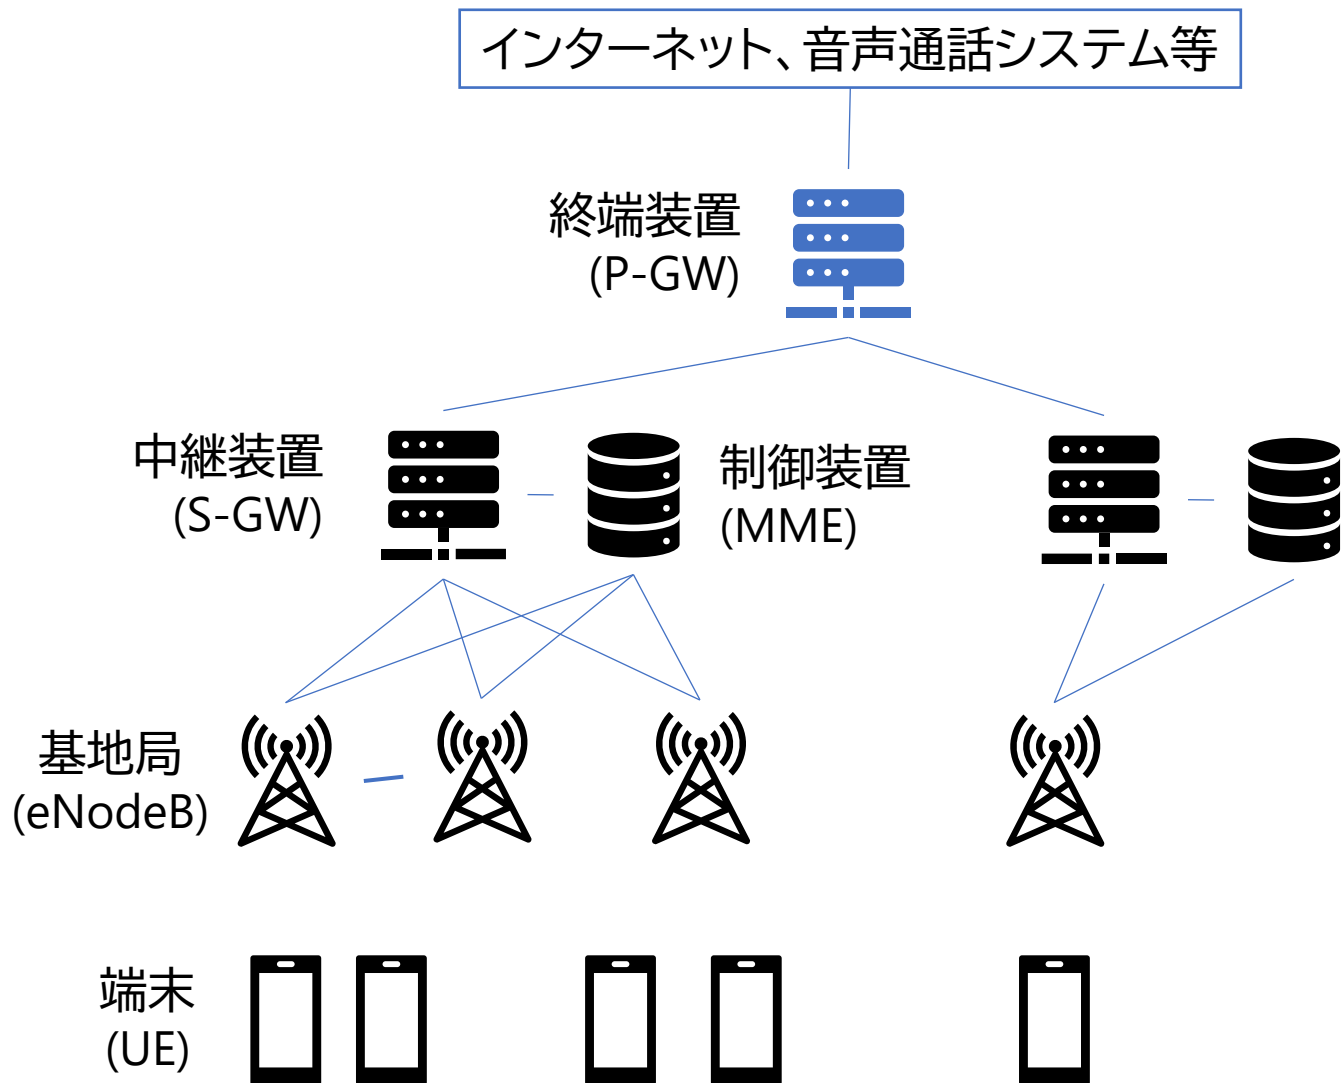 インターネット、音声通話システム等
終端装置
(P-GW)
中継装置
(S-GW)
制御装置
(MME)
基地局
(eNodeB)
端末
(UE)